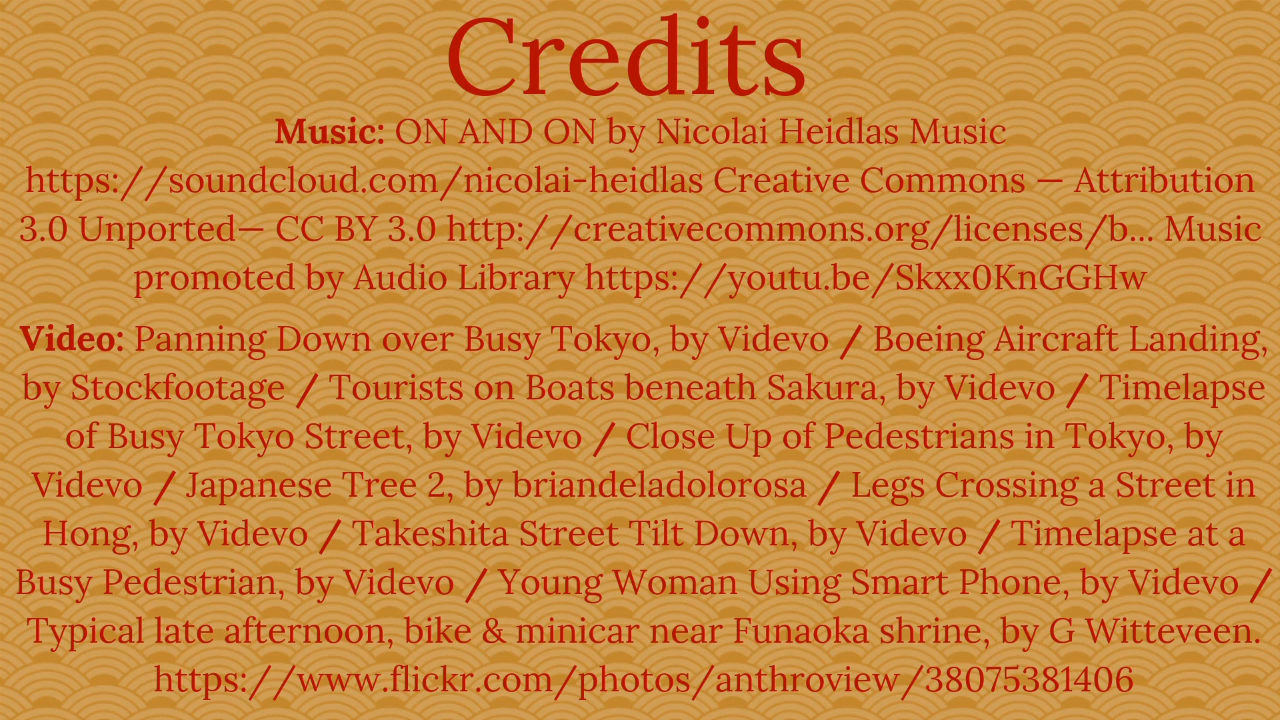 Credits
Music: ON AND ON by Nicolai Heidlas Music
https://soundcloud.com/nicolai-heidlas Creative Commons — Attribution
3.0 Unported— CC BY 3.0 http://creativecommons.org/licenses/b... Music
promoted by Audio Library https://youtu.be/Skxx0KnGGHw
Video: Panning Down over Busy Tokyo, by Videvo / Boeing Aircraft Landing,
by Stockfootage / Tourists on Boats beneath Sakura, by Videvo / Timelapse
of Busy Tokyo Street, by Videvo / Close Up of Pedestrians in Tokyo, by
Videvo / Japanese Tree 2, by briandeladolorosa / Legs Crossing a Street in
Hong, by Videvo / Takeshita Street Tilt Down, by Videvo / Timelapse at a
Busy Pedestrian, by Videvo / Young Woman Using Smart Phone, by Videvo /
Typical late afternoon, bike & minicar near Funaoka shrine, by G Witteveen.
https://www.flickr.com/photos/anthroview/38075381406